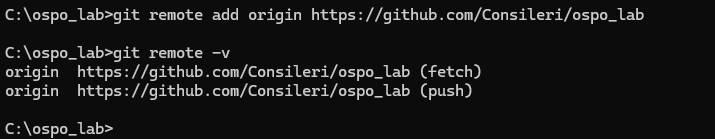 C:\ospo_lab>git remote add origin https://github.com/Consileri/ospo_lab
C:\ospo_lab>git remote -v
origin  https://github.com/Consileri/ospo_lab (fetch)
origin  https://github.com/Consileri/ospo_lab (push)
C:\ospo_lab>